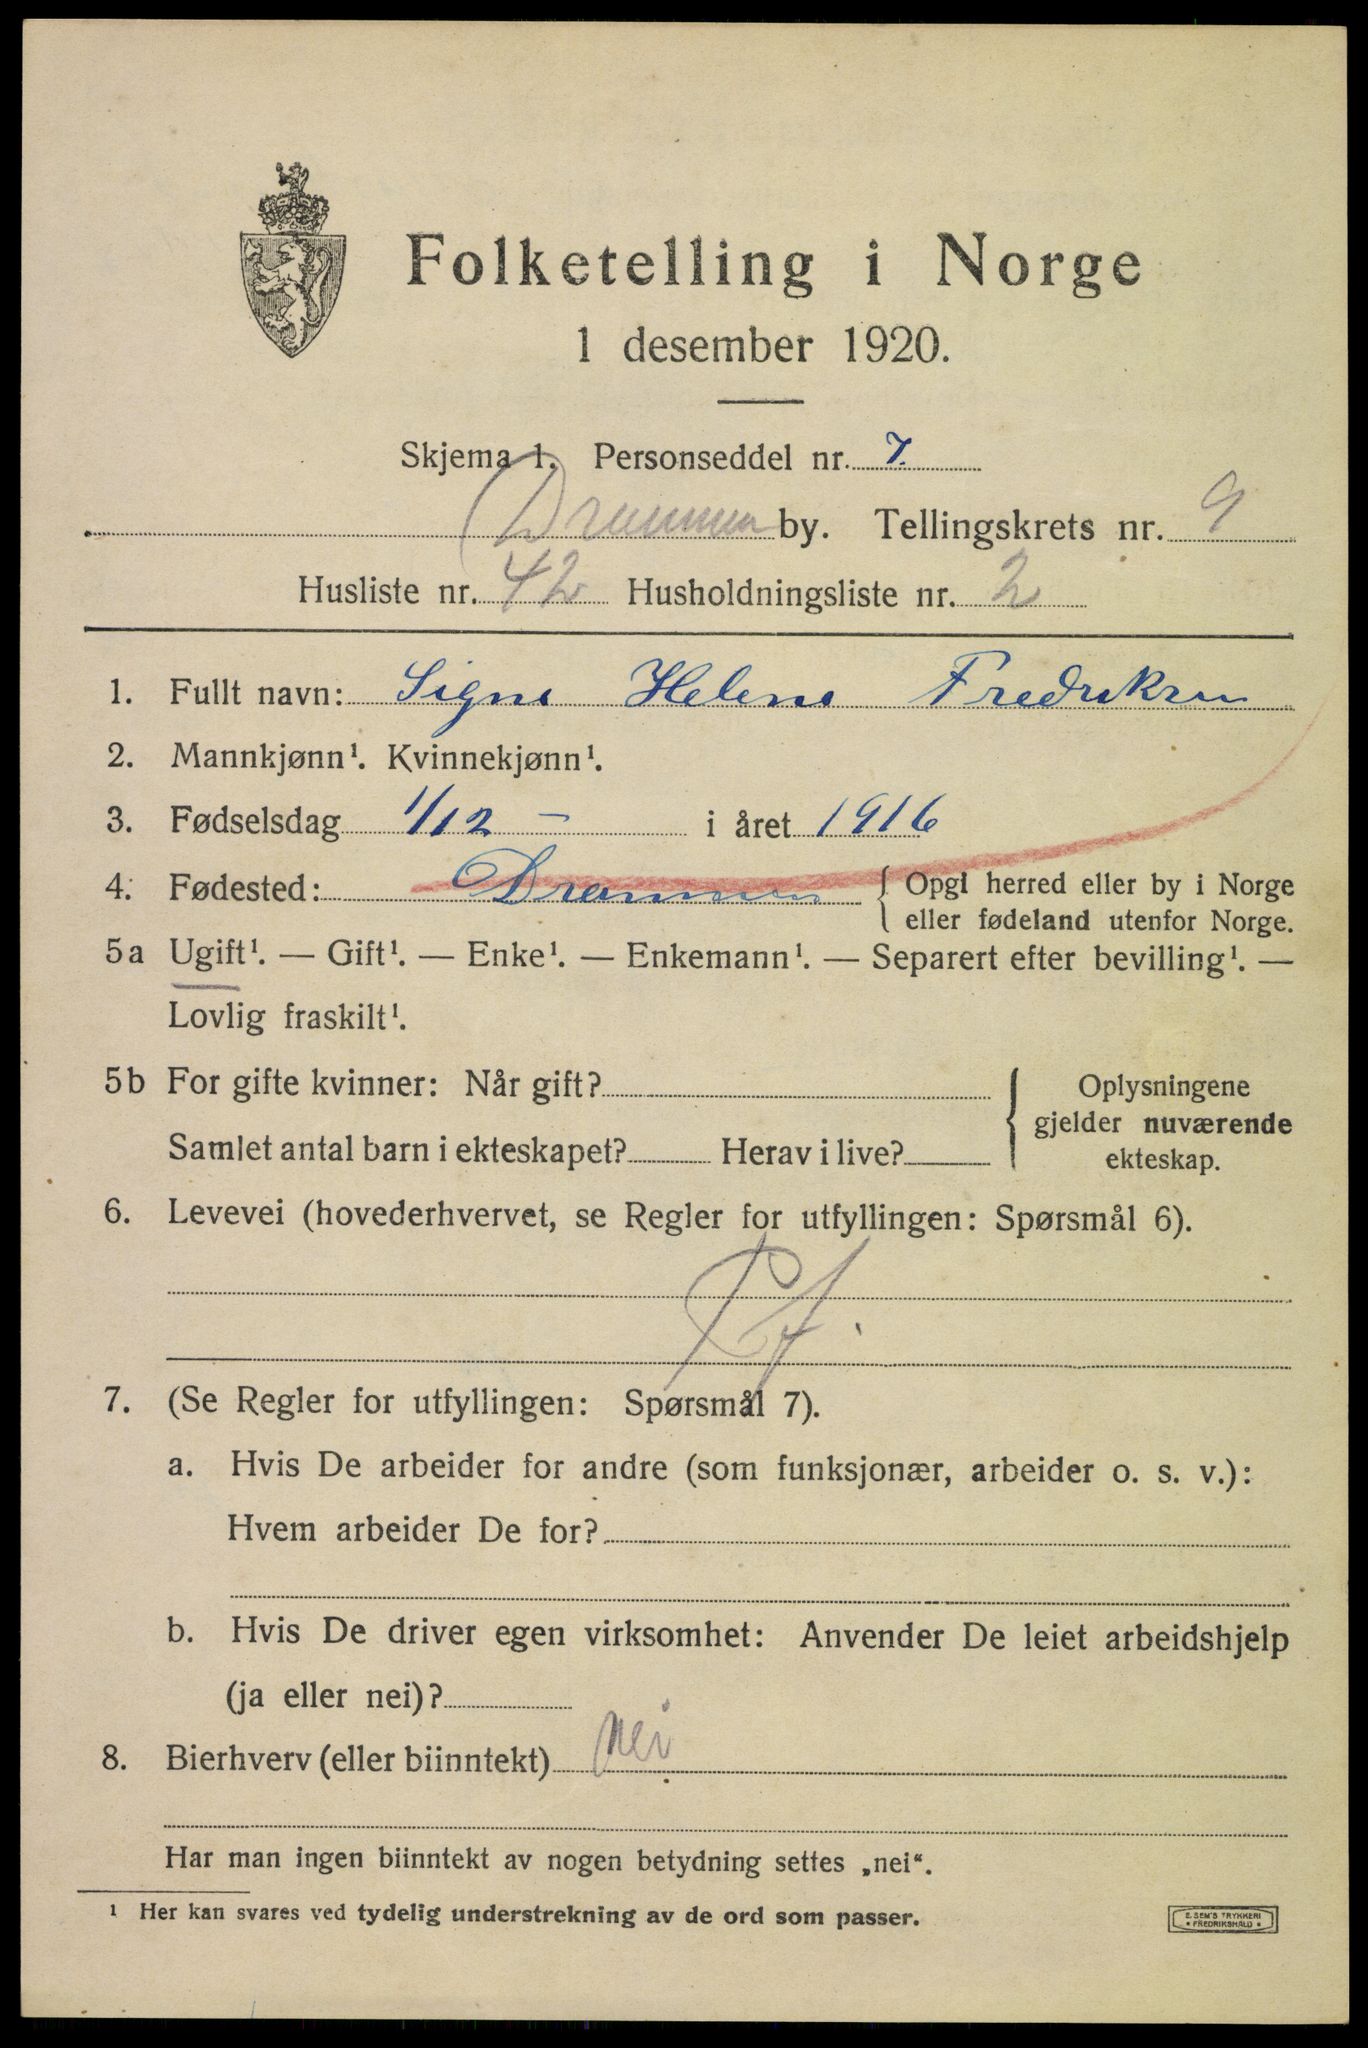 Folketelling i Norge
1 desember 1920.
Skjema 1. Personseddel nr. 7.
Drammen by. Tellingskrets nr. 9
Husliste nr. 42 Husholdningsliste nr. 2
1. Fullt navn: Signe Helene Fredriksen
2. Mannkjønn¹. Kvinnekjønn¹.
3. Fødselsdag 1/12 - i året 1916
4. Fødested: Drammen { Opgi herred eller by i Norge
eller fødeland utenfor Norge.
5a Ugift¹. — Gift¹. — Enke¹. — Enkemann¹. — Separert efter bevilling¹. —
Lovlig fraskilt¹.
5b For gifte kvinner: Når gift? { Oplysningene
gjelder nuværende
Samlet antal barn i ekteskapet? Herav i live? ekteskap.
6. Levevei (hovederhvervet, se Regler for utfyllingen: Spørsmål 6).
7. (Se Regler for utfyllingen: Spørsmål 7).
a. Hvis De arbeider for andre (som funksjonær, arbeider o. s. v.):
Hvem arbeider De for?
b. Hvis De driver egen virksomhet: Anvender De leiet arbeidshjelp
(ja eller nei)?
8. Bierhverv (eller biinntekt) nei
Har man ingen biinntekt av nogen betydning settes „nei“.
¹ Her kan svares ved tydelig understrekning av de ord som passer.
E. SEM'S TRYKKERI
• FREDRIKSHALD •